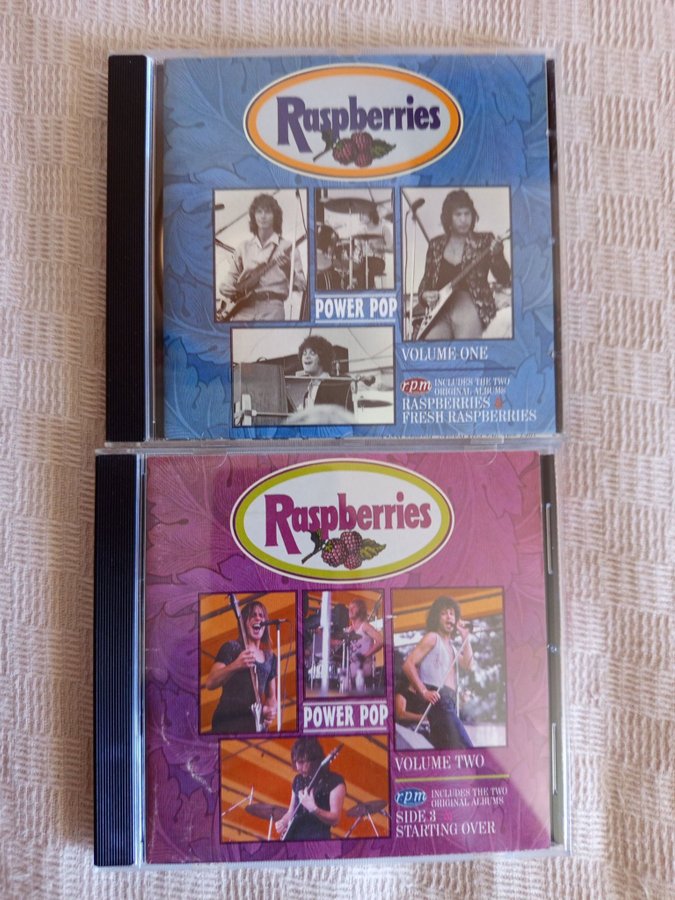 Raspberries
POWER POP
VOLUME ONE
rpm
INCLUDES THE TWO
ORIGINAL ALBUMS
RASPBERRIES &
FRESH RASPBERRIES
Raspberries
POWER POP
VOLUME TWO
rpm
INCLUDES THE TWO
ORIGINAL ALBUMS
SIDE 3 &
STARTING OVER